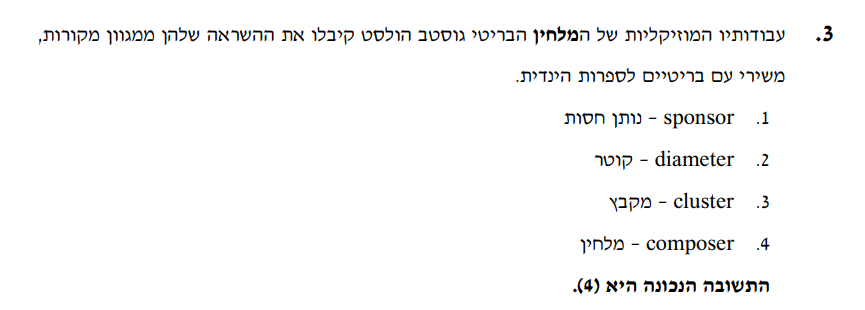 3. עבודותיו המוזיקליות של המלחין הבריטי גוסטב הולסט קיבלו את ההשראה שלהן ממגוון מקורות,
משירי עם בריטיים לספרות הינדית.
1. sponsor – נותן חסות
2. diameter – קוטר
3. cluster – מקבץ
4. composer – מלחין
התשובה הנכונה היא (4).